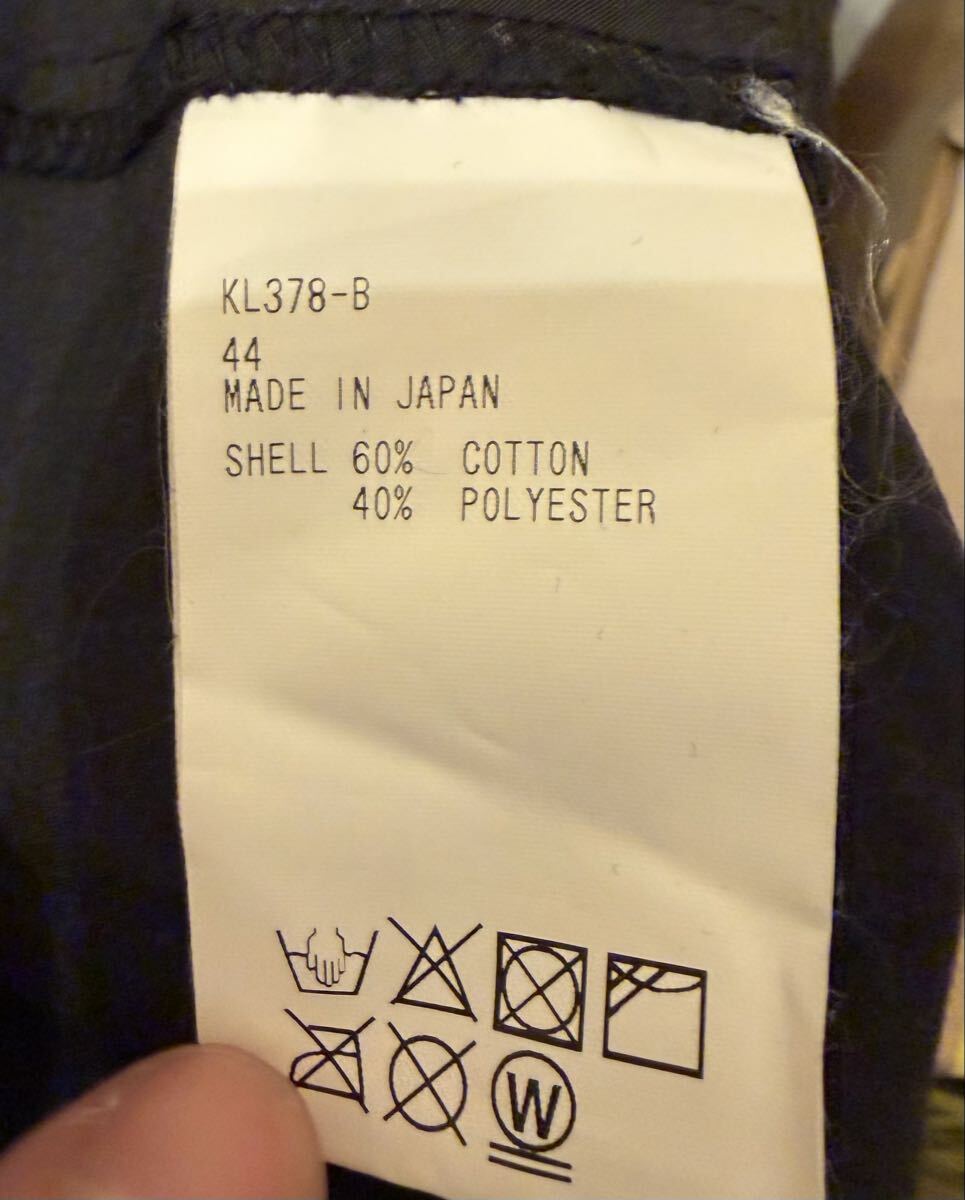 KL378-B
44
MADE IN JAPAN
SHELL 60% COTTON
40% POLYESTER
W